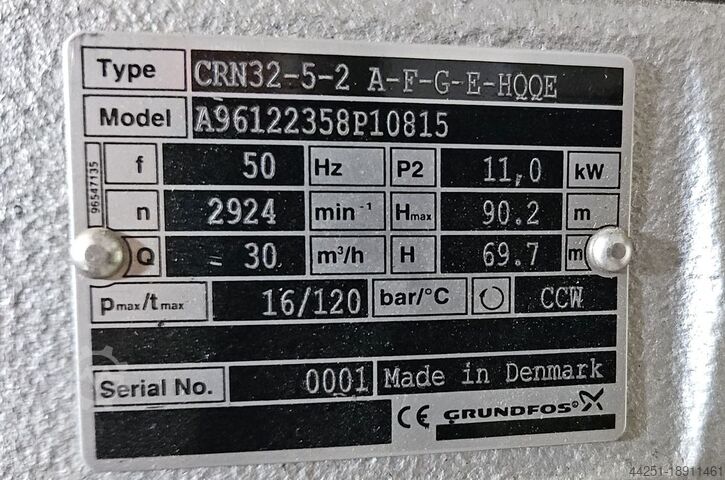 Type CRN32-5-2 A-F-G-E-HQQE
Model A96122358P10815
96547135
f 50 Hz P2 11,0 kW
n 2924 min⁻¹ Hmax 90.2 m
Q 30 m³/h H 69.7 m
pmax/tmax 16/120 bar/°C CCW
Serial No. 0001 Made in Denmark
CE GRUNDFOS
44251-18911461